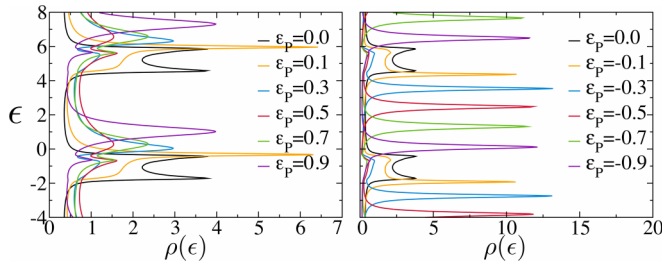 8
6
4
2
0
-2
-4
ϵ
ε_P=0.0
ε_P=0.1
ε_P=0.3
ε_P=0.5
ε_P=0.7
ε_P=0.9
0 1 2 3 4 5 6 7
ρ(ϵ)
ε_P=0.0
ε_P=-0.1
ε_P=-0.3
ε_P=-0.5
ε_P=-0.7
ε_P=-0.9
0 5 10 15 20
ρ(ϵ)